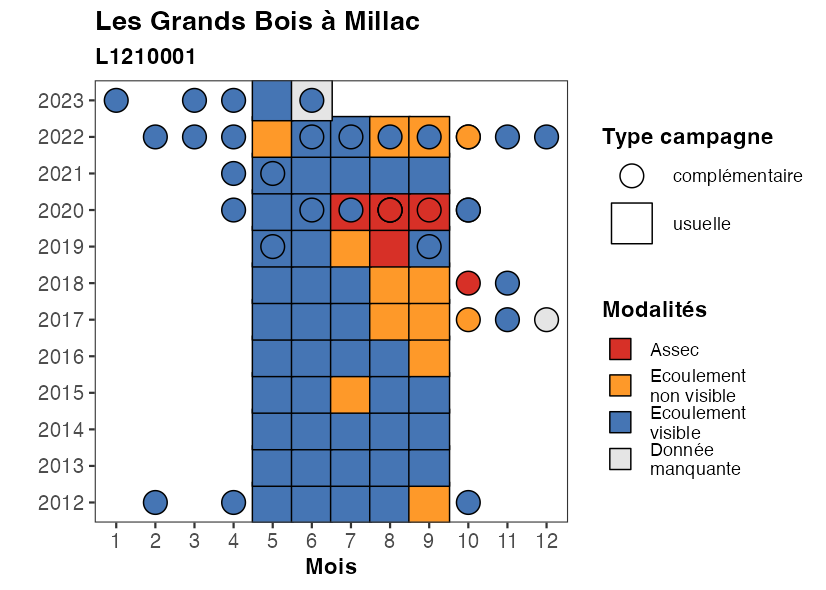 Les Grands Bois à Millac
L1210001
2023
2022
2021
2020
2019
2018
2017
2016
2015
2014
2013
2012
1 2 3 4 5 6 7 8 9 10 11 12
Mois
Type campagne
complémentaire
usuelle
Modalités
Assec
Ecoulement
non visible
Ecoulement
visible
Donnée
manquante